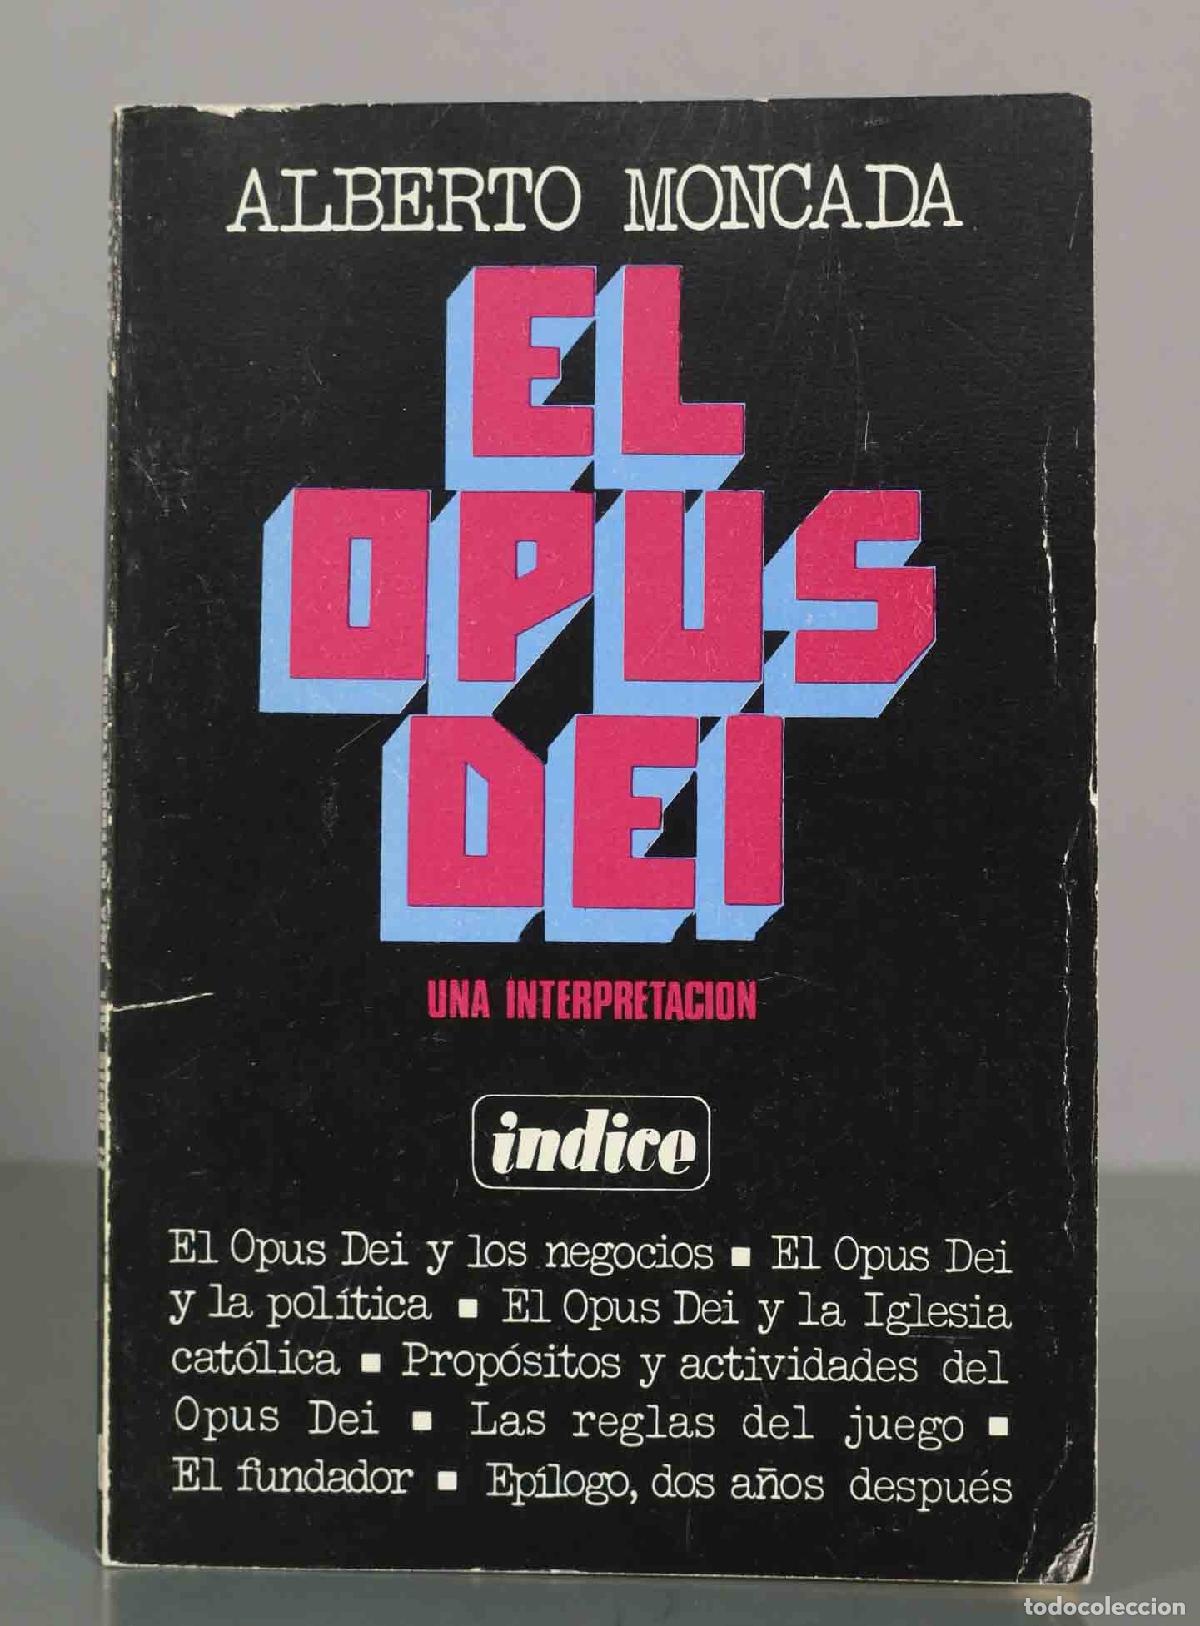 ALBERTO MONCADA
EL
OPUS
DEI
UNA INTERPRETACION
indice
El Opus Dei y los negocios ■ El Opus Dei
y la política ■ El Opus Dei y la Iglesia
católica ■ Propósitos y actividades del
Opus Dei ■ Las reglas del juego ■
El fundador ■ Epílogo, dos años después
todocoleccion